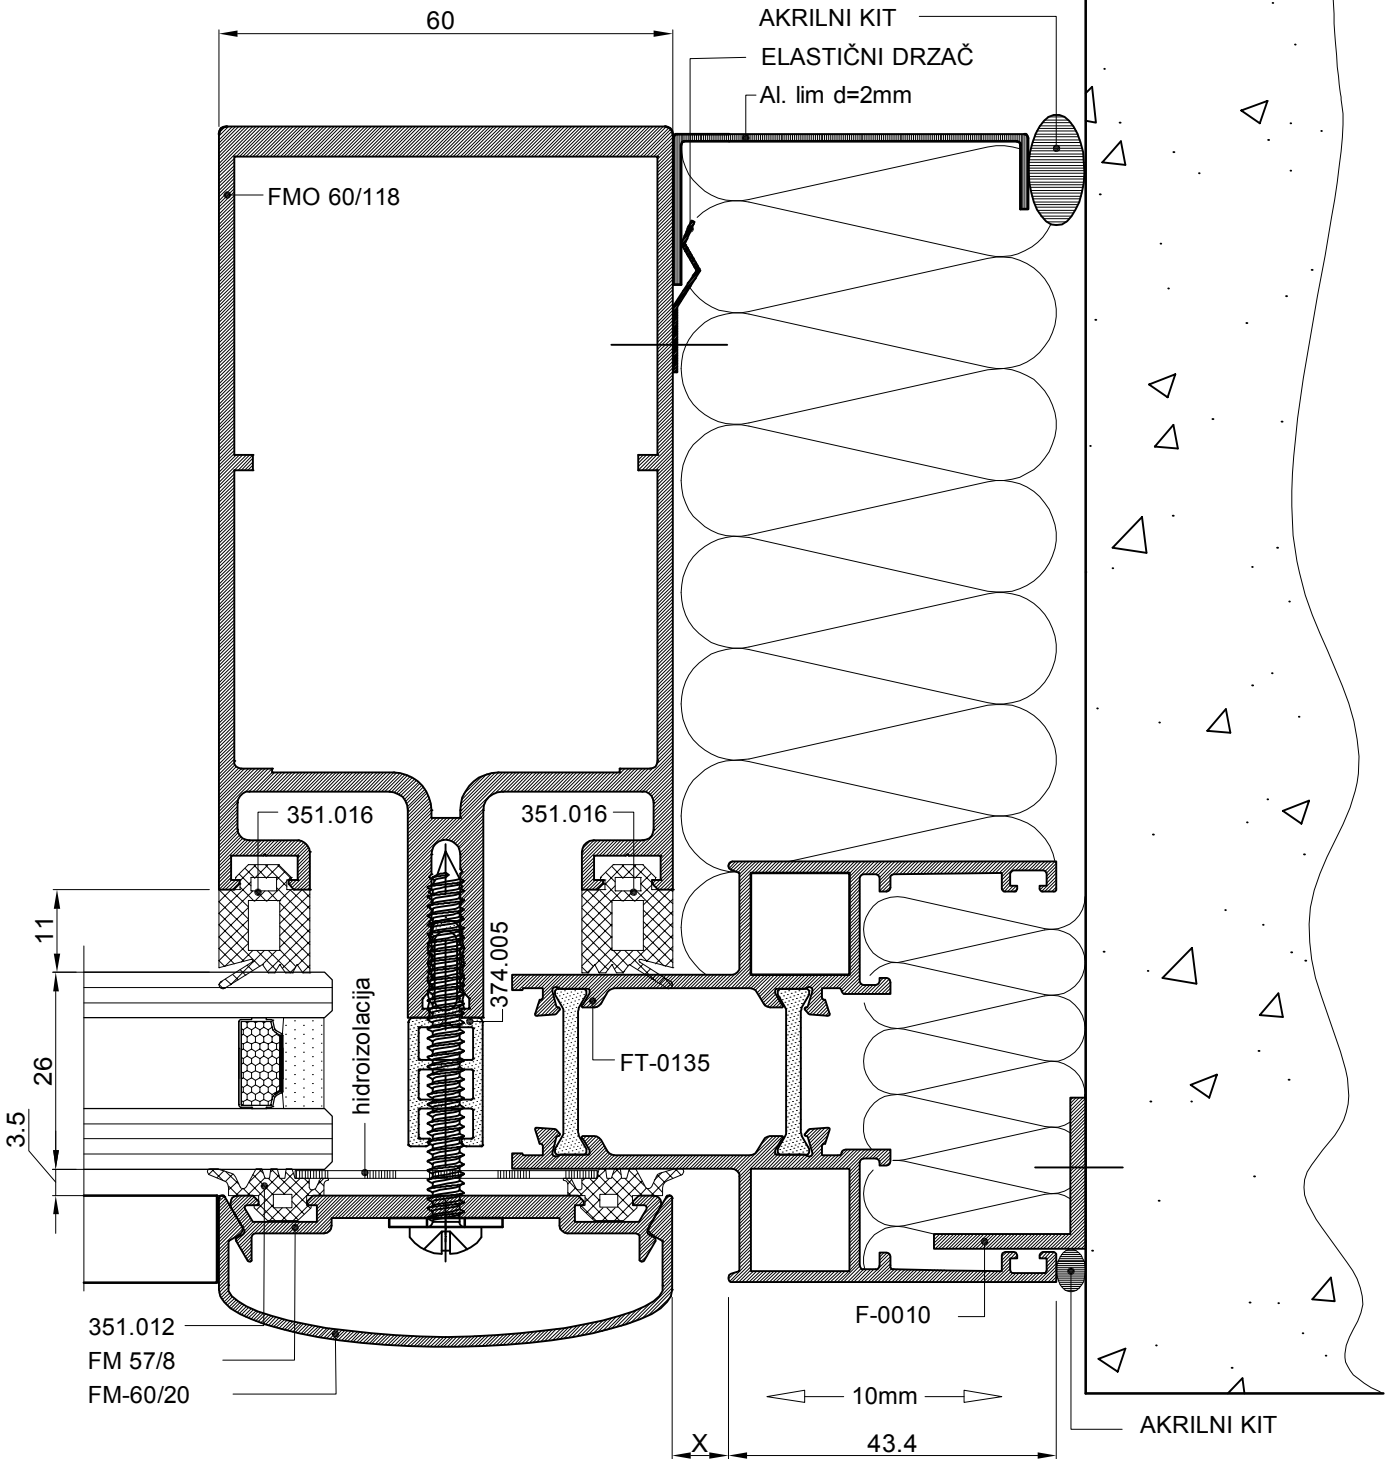 60
AKRILNI KIT
ELASTIČNI DRZAČ
Al. lim d=2mm
FMO 60/118
351.016
351.016
11
374.005
hidroizolacija
26
FT-0135
3.5
351.012
FM 57/8
FM-60/20
F-0010
10mm
AKRILNI KIT
X
43.4